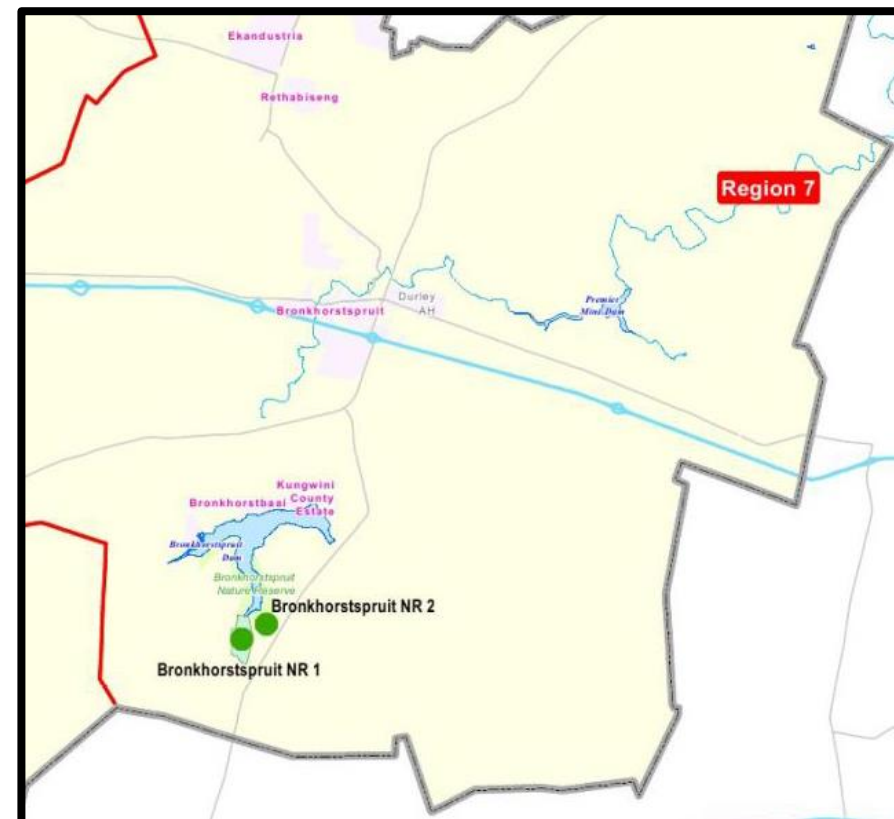 Ekandustria
Rethabiseng
Region 7
Bronkhorstspruit
Durley
AH
Premier
Mine Dam
Kungwini
County
Estate
Bronkhorstbaai
Bronkhorstspruit
Dam
Bronkhorstspruit
Nature Reserve
Bronkhorstspruit NR 2
Bronkhorstspruit NR 1